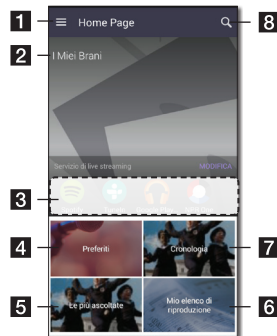 1
Home Page
8
2
I Miei Brani
Servizio di live streaming
MODIFICA
3
4
Preferiti
Cronologia
7
5
Le più ascoltate
Mio elenco di
riproduzione
6